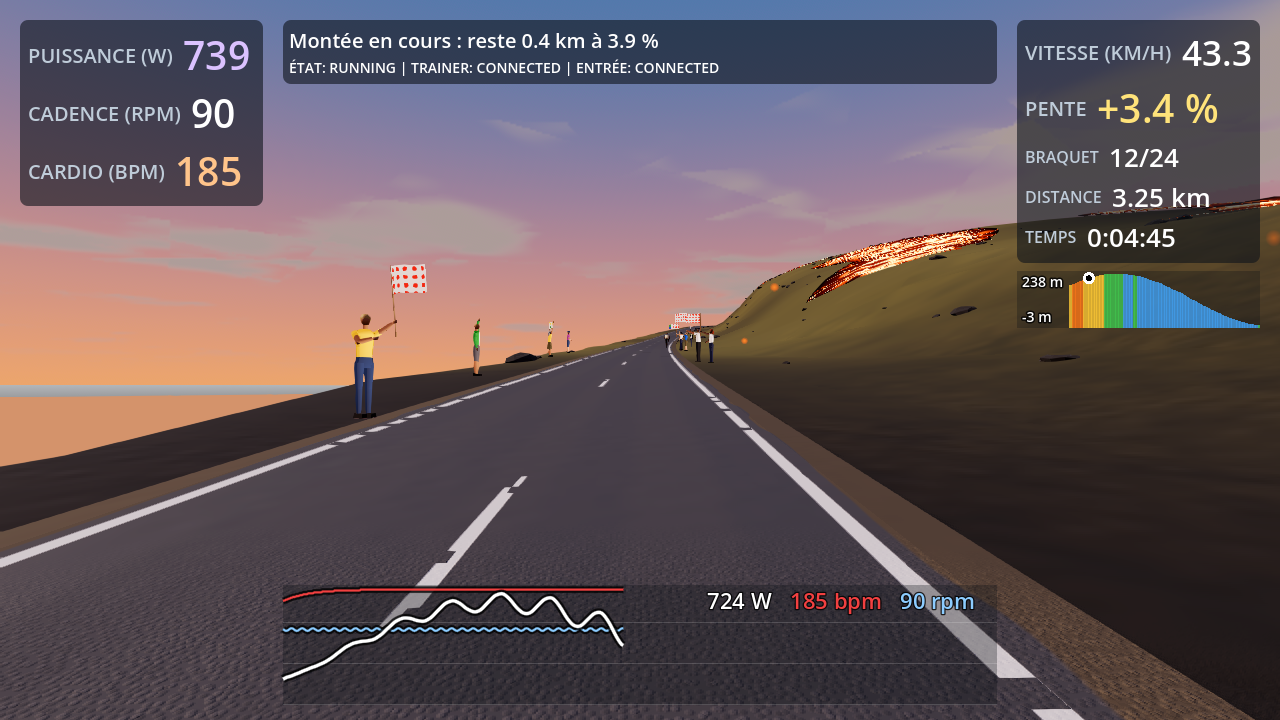 PUISSANCE (W) 739
CADENCE (RPM) 90
CARDIO (BPM) 185
Montée en cours : reste 0.4 km à 3.9 %
ÉTAT: RUNNING | TRAINER: CONNECTED | ENTRÉE: CONNECTED
VITESSE (KM/H) 43.3
PENTE +3.4 %
BRAQUET 12/24
DISTANCE 3.25 km
TEMPS 0:04:45
238 m
-3 m
724 W 185 bpm 90 rpm